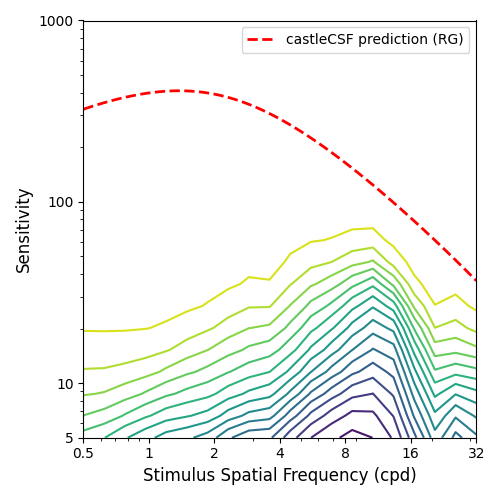 1000
castleCSF prediction (RG)
100
Sensitivity
10
5
0.5 1 2 4 8 16 32
Stimulus Spatial Frequency (cpd)